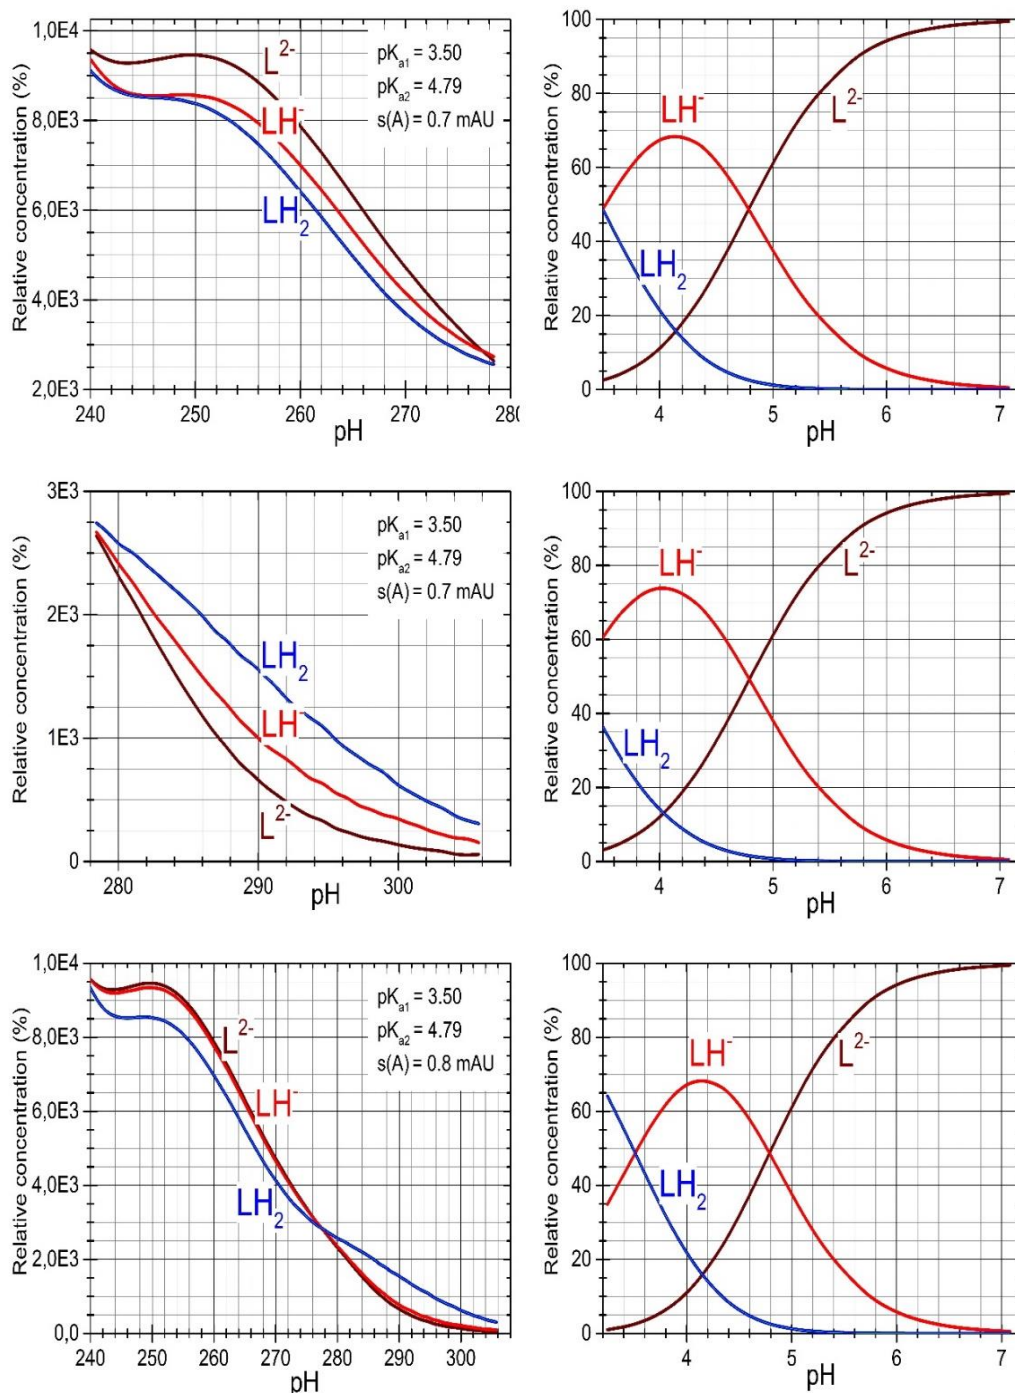 Relative concentration (%)
1,0E4
8,0E3
6,0E3
4,0E3
2,0E3
L²⁻
LH⁻
LH₂
pKₐ₁ = 3.50
pKₐ₂ = 4.79
s(A) = 0.7 mAU
240 250 260 270 280
pH
Relative concentration (%)
100
80
60
40
20
0
LH⁻
L²⁻
LH₂
4 5 6 7
pH
Relative concentration (%)
3E3
2E3
1E3
0
pKₐ₁ = 3.50
pKₐ₂ = 4.79
s(A) = 0.7 mAU
LH₂
LH⁻
L²⁻
280 290 300
pH
Relative concentration (%)
100
80
60
40
20
0
LH⁻
L²⁻
LH₂
4 5 6 7
pH
Relative concentration (%)
1,0E4
8,0E3
6,0E3
4,0E3
2,0E3
0,0
pKₐ₁ = 3.50
pKₐ₂ = 4.79
s(A) = 0.8 mAU
L²⁻
LH⁻
LH₂
240 250 260 270 280 290 300
pH
Relative concentration (%)
100
80
60
40
20
0
LH⁻
L²⁻
LH₂
4 5 6 7
pH